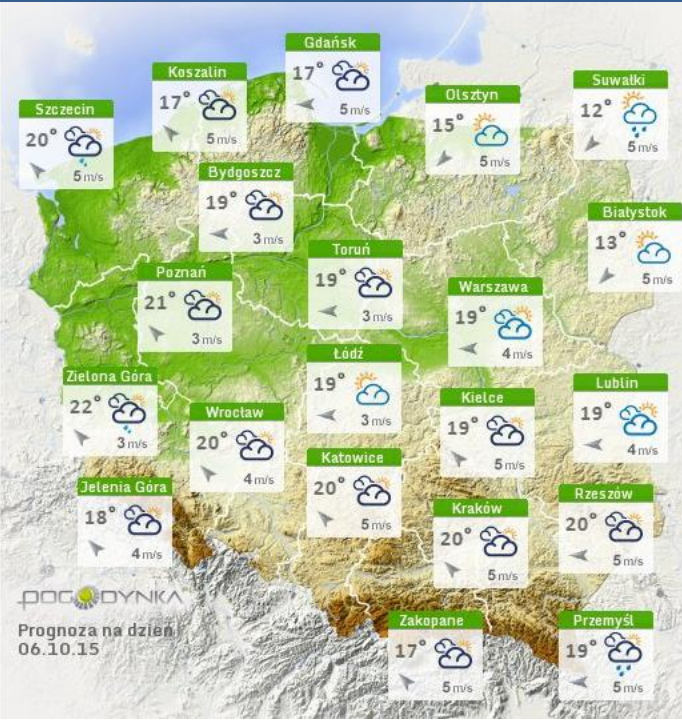 Gdańsk
17°
5 m/s
Koszalin
17°
5 m/s
Suwałki
12°
5 m/s
Olsztyn
15°
5 m/s
Szczecin
20°
5 m/s
Bydgoszcz
19°
3 m/s
Białystok
13°
5 m/s
Toruń
19°
3 m/s
Poznań
21°
3 m/s
Warszawa
19°
4 m/s
Łódź
19°
3 m/s
Zielona Góra
22°
3 m/s
Lublin
19°
4 m/s
Kielce
19°
5 m/s
Wrocław
20°
4 m/s
Katowice
20°
5 m/s
Jelenia Góra
18°
4 m/s
Rzeszów
20°
5 m/s
Kraków
20°
5 m/s
POGODYNKA
Prognoza na dzień
06.10.15
Zakopane
17°
5 m/s
Przemyśl
19°
5 m/s